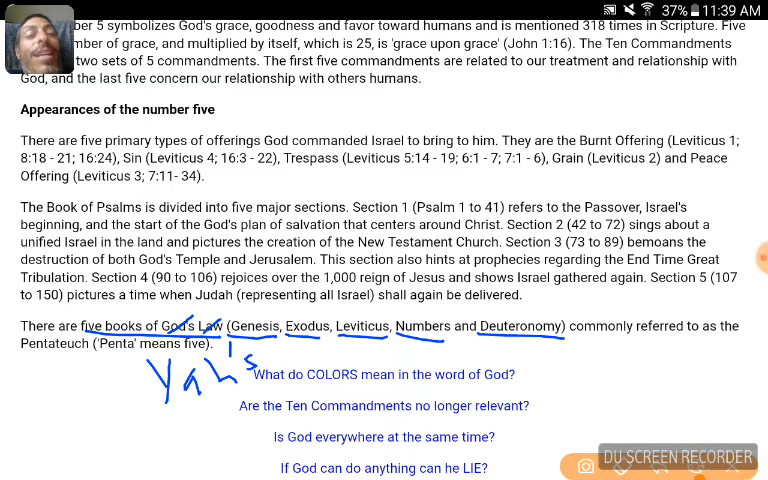 37% 11:39 AM
ber 5 symbolizes God's grace, goodness and favor toward humans and is mentioned 318 times in Scripture. Five
mber of grace, and multiplied by itself, which is 25, is 'grace upon grace' (John 1:16). The Ten Commandments
two sets of 5 commandments. The first five commandments are related to our treatment and relationship with
God, and the last five concern our relationship with others humans.
Appearances of the number five
There are five primary types of offerings God commanded Israel to bring to him. They are the Burnt Offering (Leviticus 1;
8:18 - 21; 16:24), Sin (Leviticus 4; 16:3 - 22), Trespass (Leviticus 5:14 - 19; 6:1 - 7; 7:1 - 6), Grain (Leviticus 2) and Peace
Offering (Leviticus 3; 7:11- 34).
The Book of Psalms is divided into five major sections. Section 1 (Psalm 1 to 41) refers to the Passover, Israel's
beginning, and the start of the God's plan of salvation that centers around Christ. Section 2 (42 to 72) sings about a
unified Israel in the land and pictures the creation of the New Testament Church. Section 3 (73 to 89) bemoans the
destruction of both God's Temple and Jerusalem. This section also hints at prophecies regarding the End Time Great
Tribulation. Section 4 (90 to 106) rejoices over the 1,000 reign of Jesus and shows Israel gathered again. Section 5 (107
to 150) pictures a time when Judah (representing all Israel) shall again be delivered.
There are five books of God's Law (Genesis, Exodus, Leviticus, Numbers and Deuteronomy) commonly referred to as the
Pentateuch ('Penta' means five).
Yah's
What do COLORS mean in the word of God?
Are the Ten Commandments no longer relevant?
Is God everywhere at the same time?
If God can do anything can he LIE?
DU SCREEN RECORDER